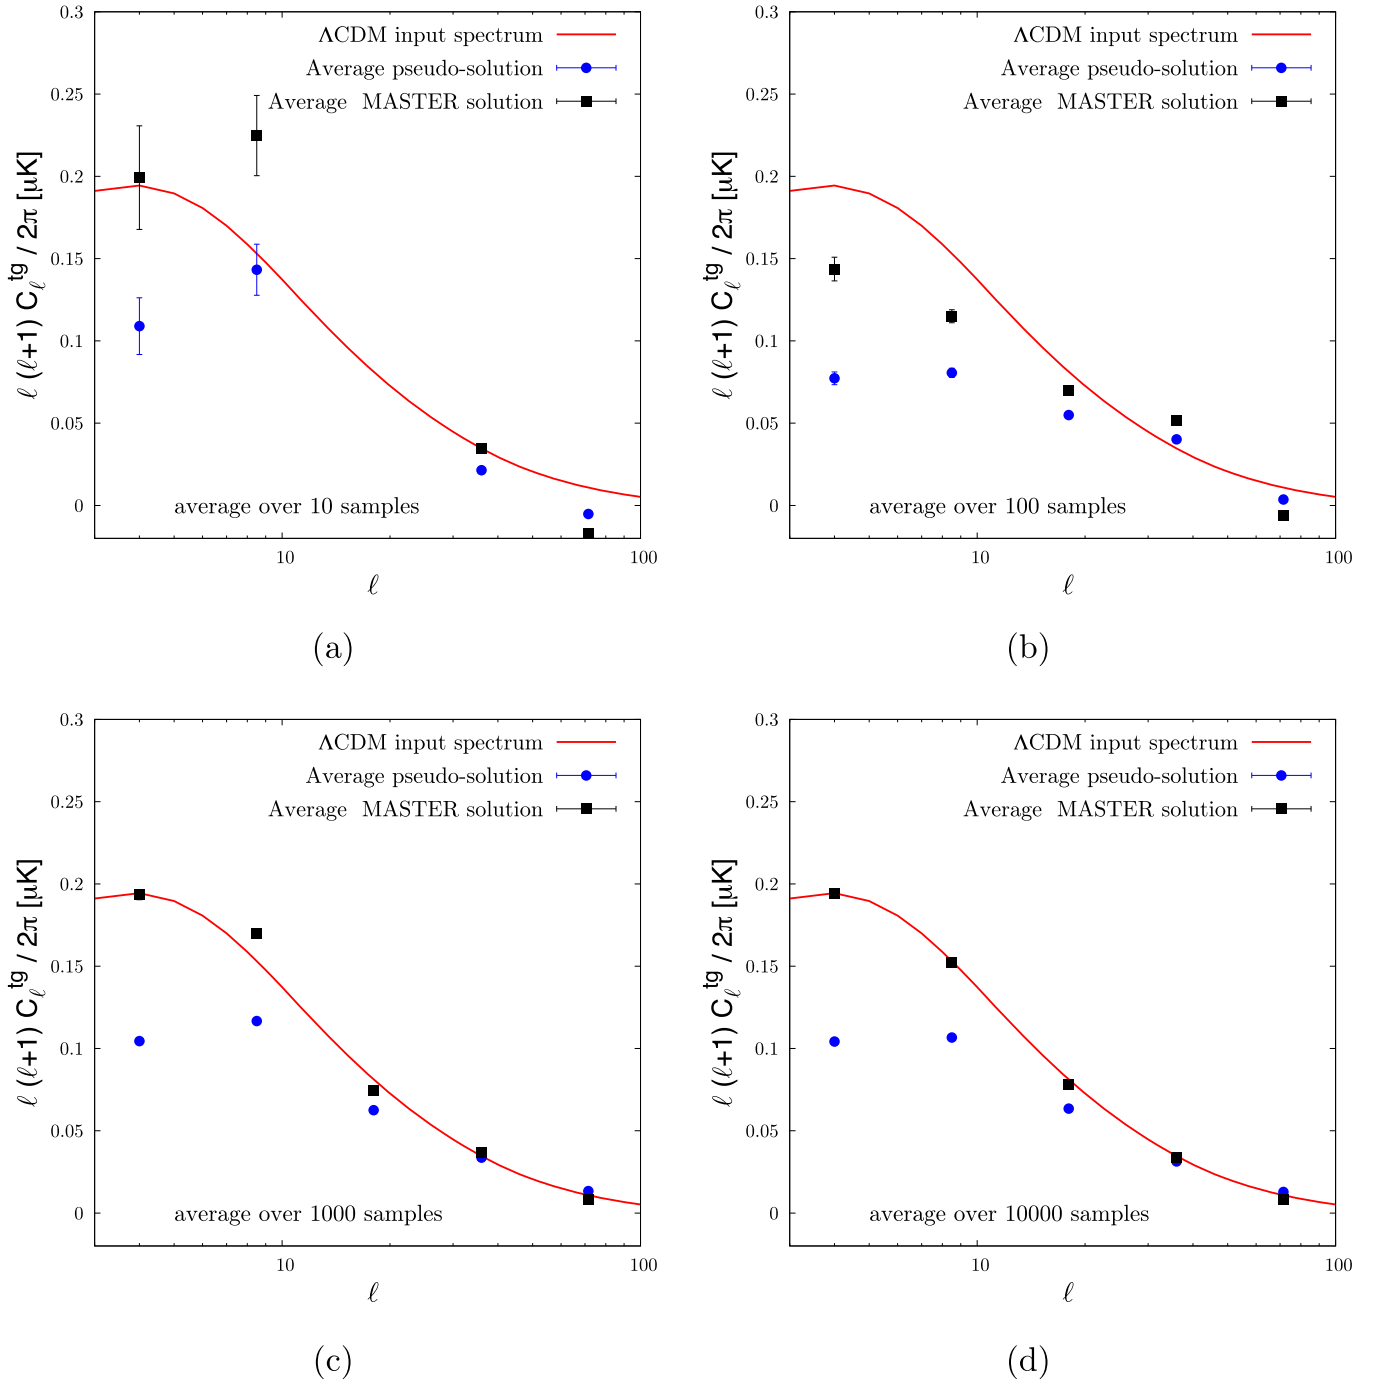 0.3
0.25
0.2
0.15
0.1
0.05
0
ℓ (ℓ+1) C_ℓ^tg / 2π [μK]
ΛCDM input spectrum
Average pseudo-solution
Average MASTER solution
average over 10 samples
10 100
ℓ
(a)
0.3
0.25
0.2
0.15
0.1
0.05
0
ℓ (ℓ+1) C_ℓ^tg / 2π [μK]
ΛCDM input spectrum
Average pseudo-solution
Average MASTER solution
average over 100 samples
10 100
ℓ
(b)
0.3
0.25
0.2
0.15
0.1
0.05
0
ℓ (ℓ+1) C_ℓ^tg / 2π [μK]
ΛCDM input spectrum
Average pseudo-solution
Average MASTER solution
average over 1000 samples
10 100
ℓ
(c)
0.3
0.25
0.2
0.15
0.1
0.05
0
ℓ (ℓ+1) C_ℓ^tg / 2π [μK]
ΛCDM input spectrum
Average pseudo-solution
Average MASTER solution
average over 10000 samples
10 100
ℓ
(d)